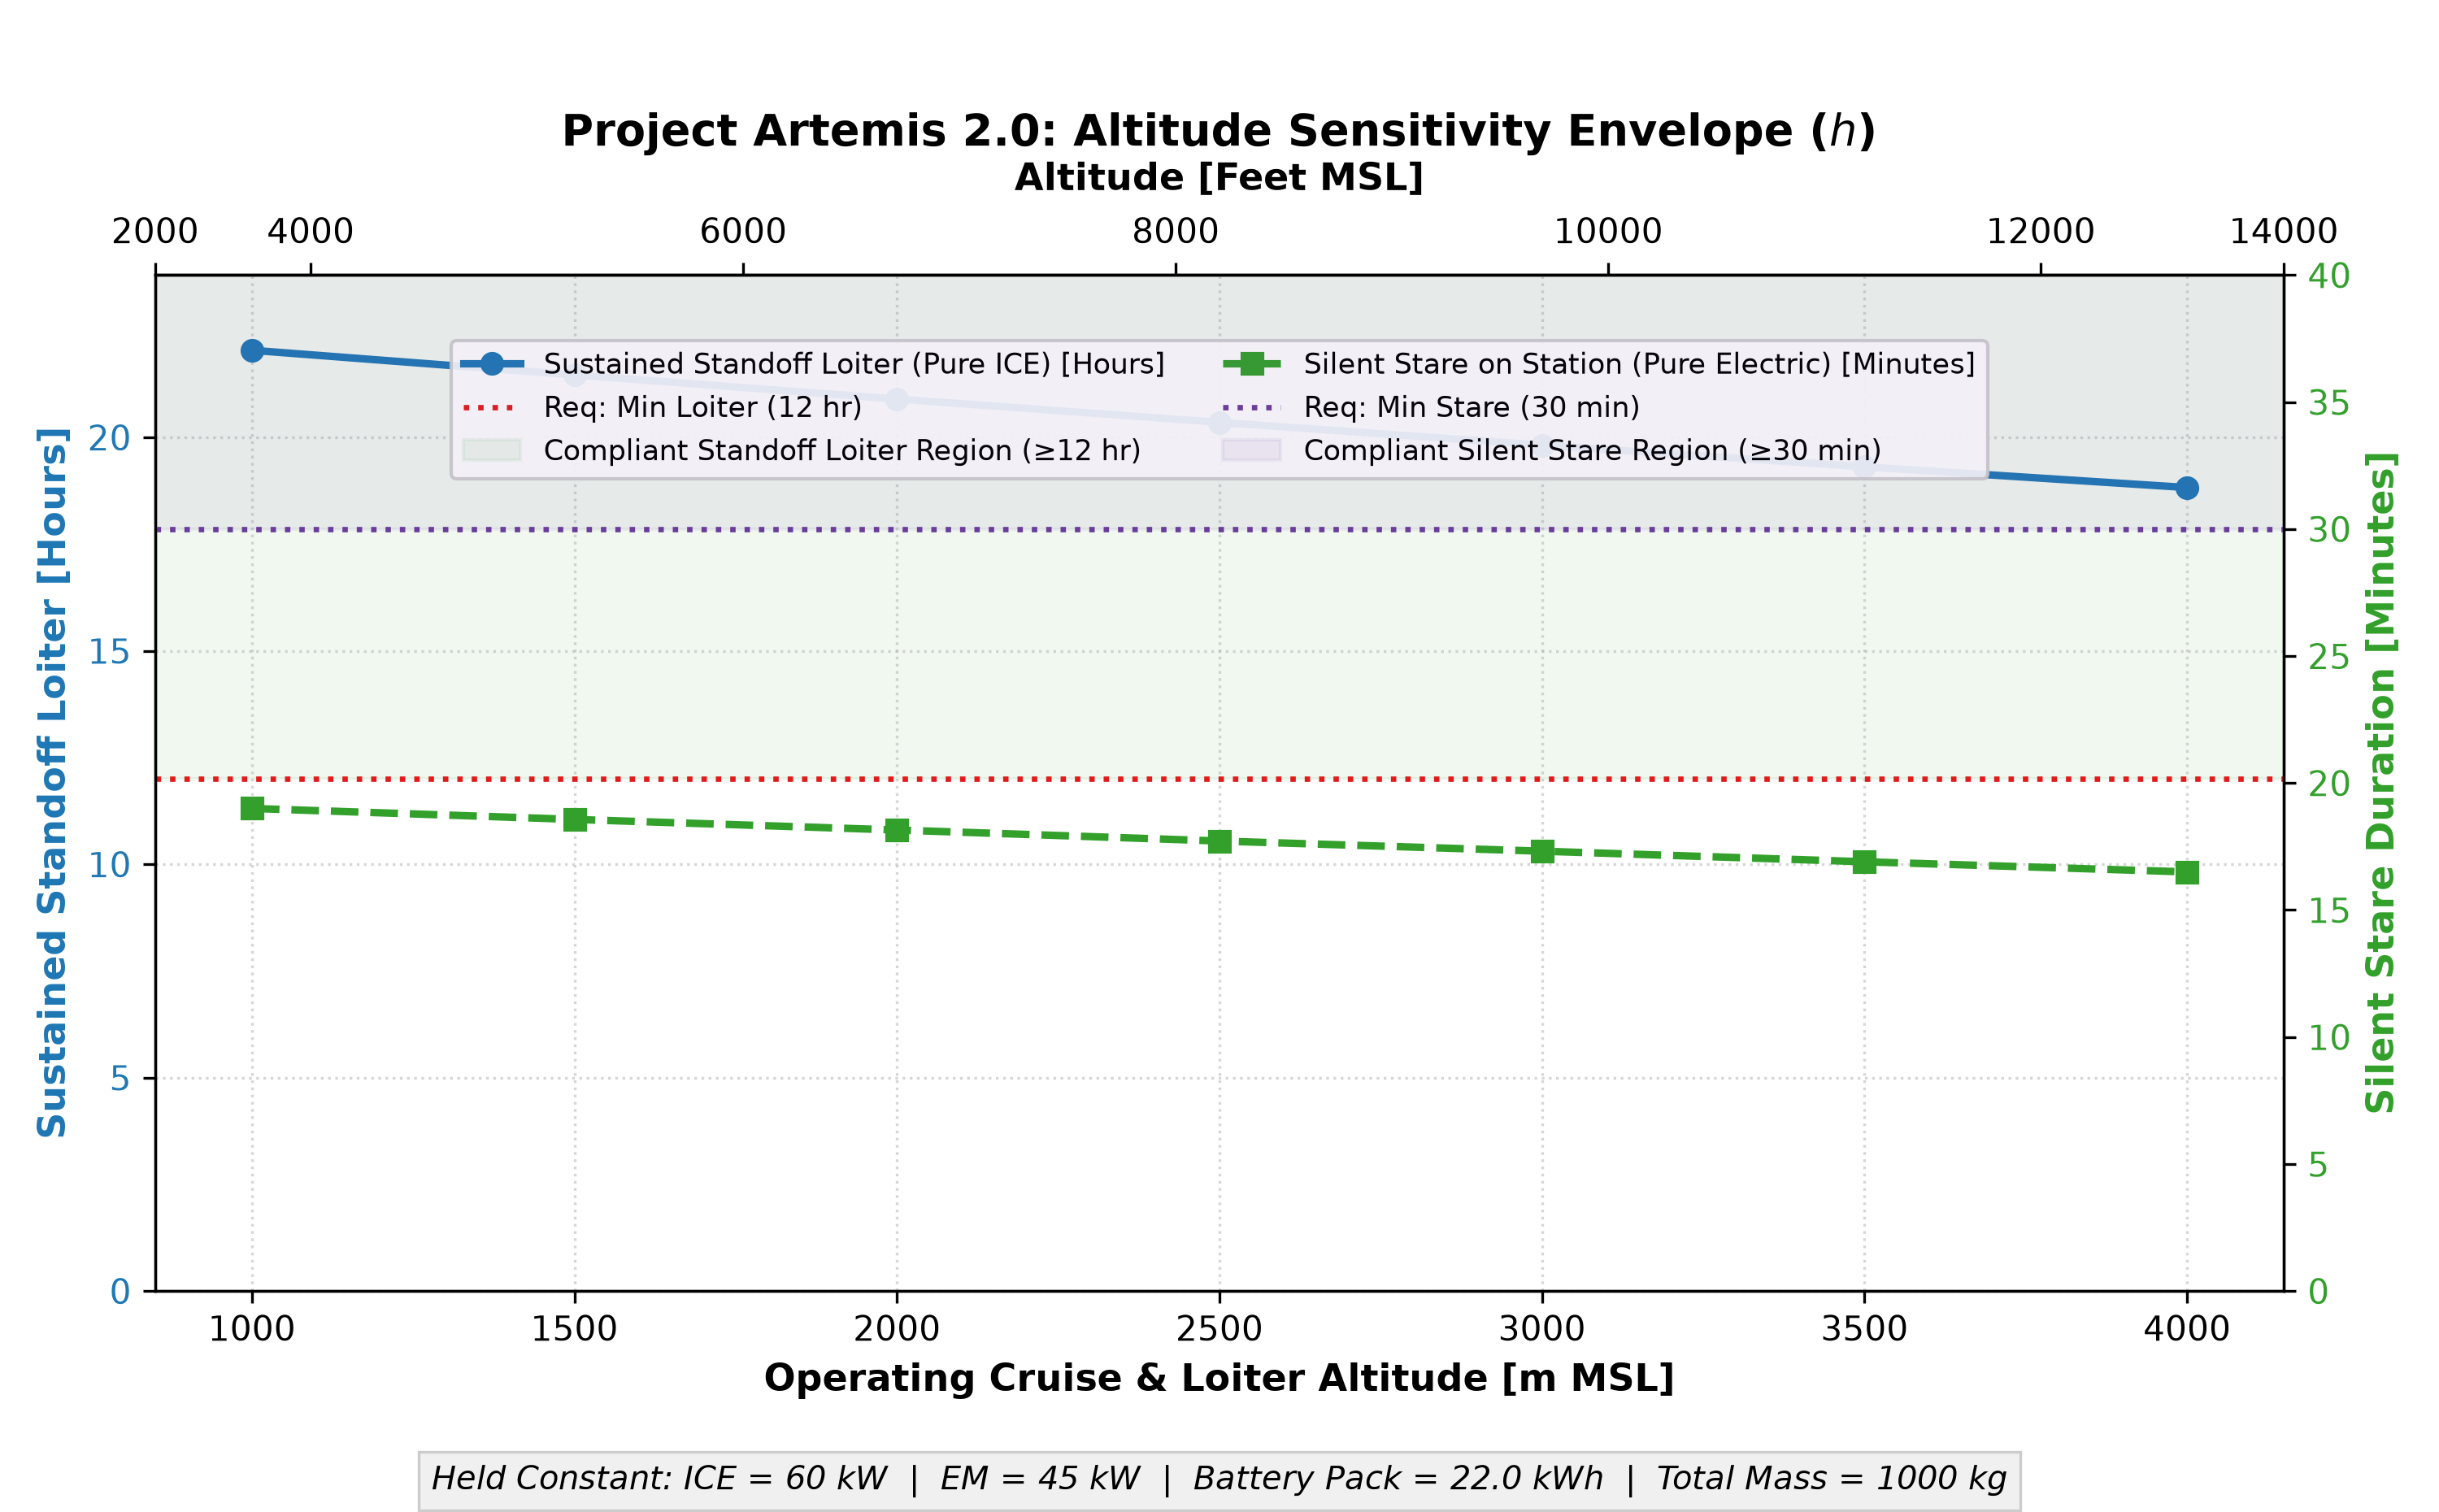 Project Artemis 2.0: Altitude Sensitivity Envelope (h)
Altitude [Feet MSL]
2000 4000 6000 8000 10000 12000 14000
Sustained Standoff Loiter (Pure ICE) [Hours]
Req: Min Loiter (12 hr)
Compliant Standoff Loiter Region (≥12 hr)
Silent Stare on Station (Pure Electric) [Minutes]
Req: Min Stare (30 min)
Compliant Silent Stare Region (≥30 min)
Sustained Standoff Loiter [Hours]
20
15
10
5
0
40
35
30
25
20
15
10
5
0
Silent Stare Duration [Minutes]
1000 1500 2000 2500 3000 3500 4000
Operating Cruise & Loiter Altitude [m MSL]
Held Constant: ICE = 60 kW | EM = 45 kW | Battery Pack = 22.0 kWh | Total Mass = 1000 kg